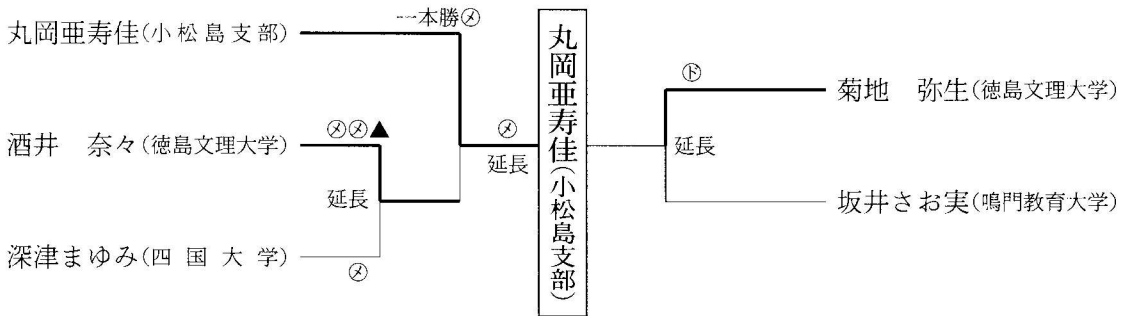 一本勝㋱
丸岡亜寿佳(小松島支部)
㋱㋱▲
酒井　奈々(徳島文理大学)
延長
深津まゆみ(四国大学)
㋱
㋱
延長
丸岡亜寿佳(小松島支部)
㋣゙
菊地　弥生(徳島文理大学)
延長
坂井さお実(鳴門教育大学)